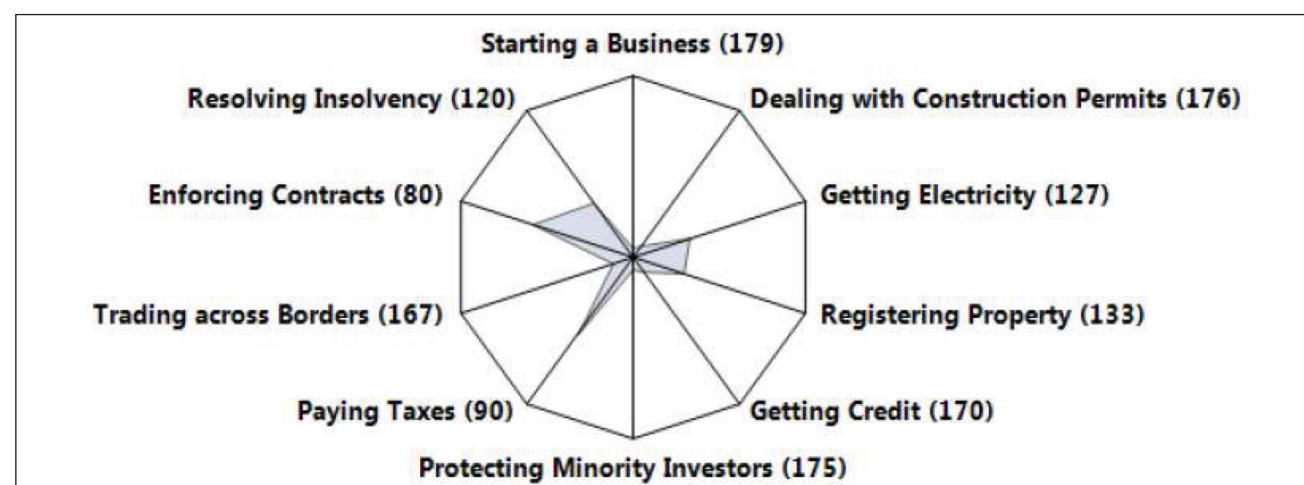 Starting a Business (179)
Resolving Insolvency (120)
Dealing with Construction Permits (176)
Enforcing Contracts (80)
Getting Electricity (127)
Trading across Borders (167)
Registering Property (133)
Paying Taxes (90)
Getting Credit (170)
Protecting Minority Investors (175)